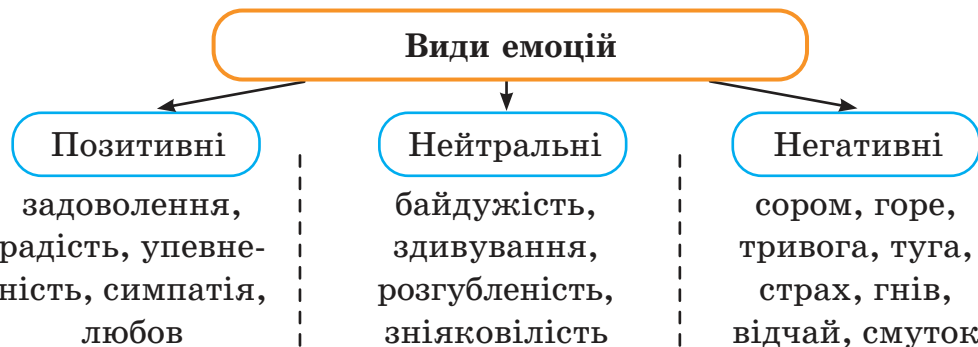 Види емоцій
Позитивні
задоволення,
радість, упевне-
ність, симпатія,
любов
Нейтральні
байдужість,
здивування,
розгубленість,
зніяковілість
Негативні
сором, горе,
тривога, туга,
страх, гнів,
відчай, смуток